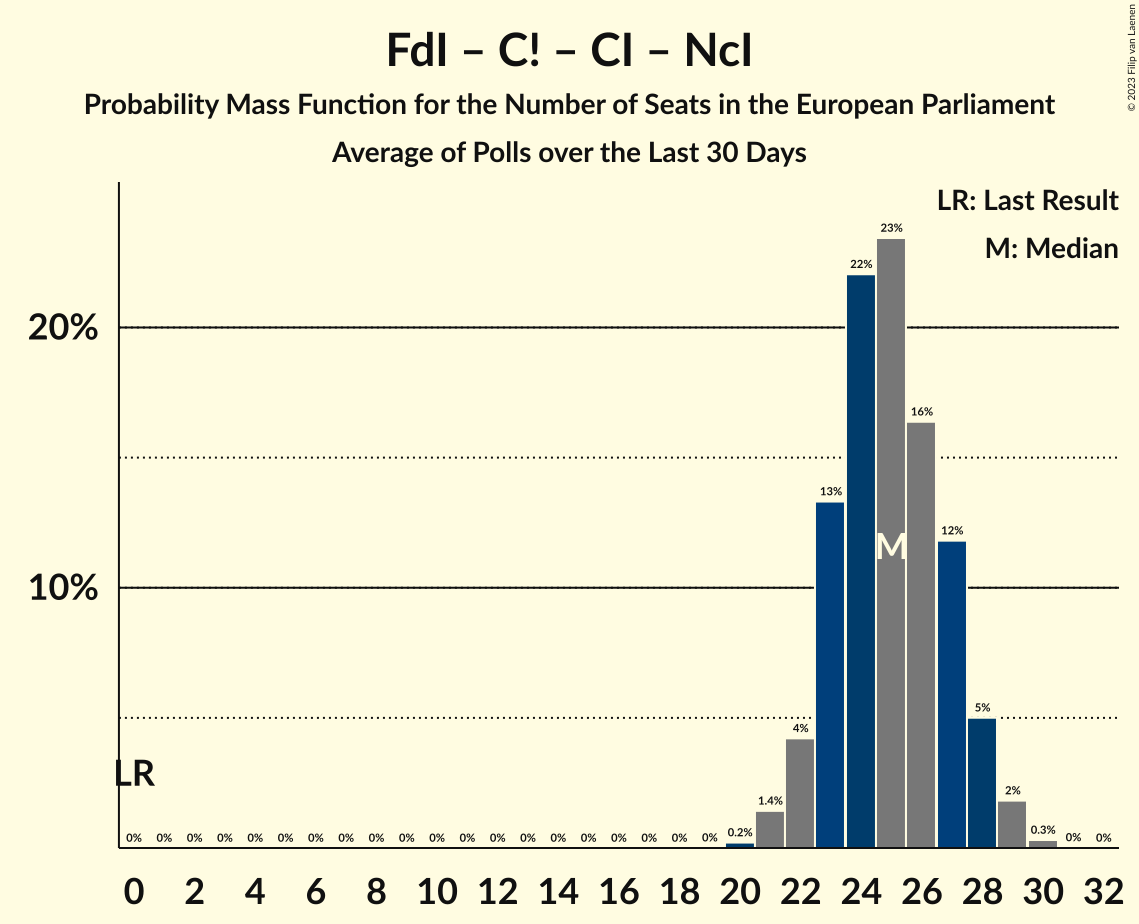 FdI – C! – CI – NcI
Probability Mass Function for the Number of Seats in the European Parliament
Average of Polls over the Last 30 Days
© 2023 Filip van Laenen
LR: Last Result
M: Median
20%
10%
LR
M
0% 0% 0% 0% 0% 0% 0% 0% 0% 0% 0% 0% 0% 0% 0% 0% 0% 0% 0% 0% 0.2% 1.4% 4% 13% 22% 23% 16% 12% 5% 2% 0.3% 0% 0%
0 2 4 6 8 10 12 14 16 18 20 22 24 26 28 30 32